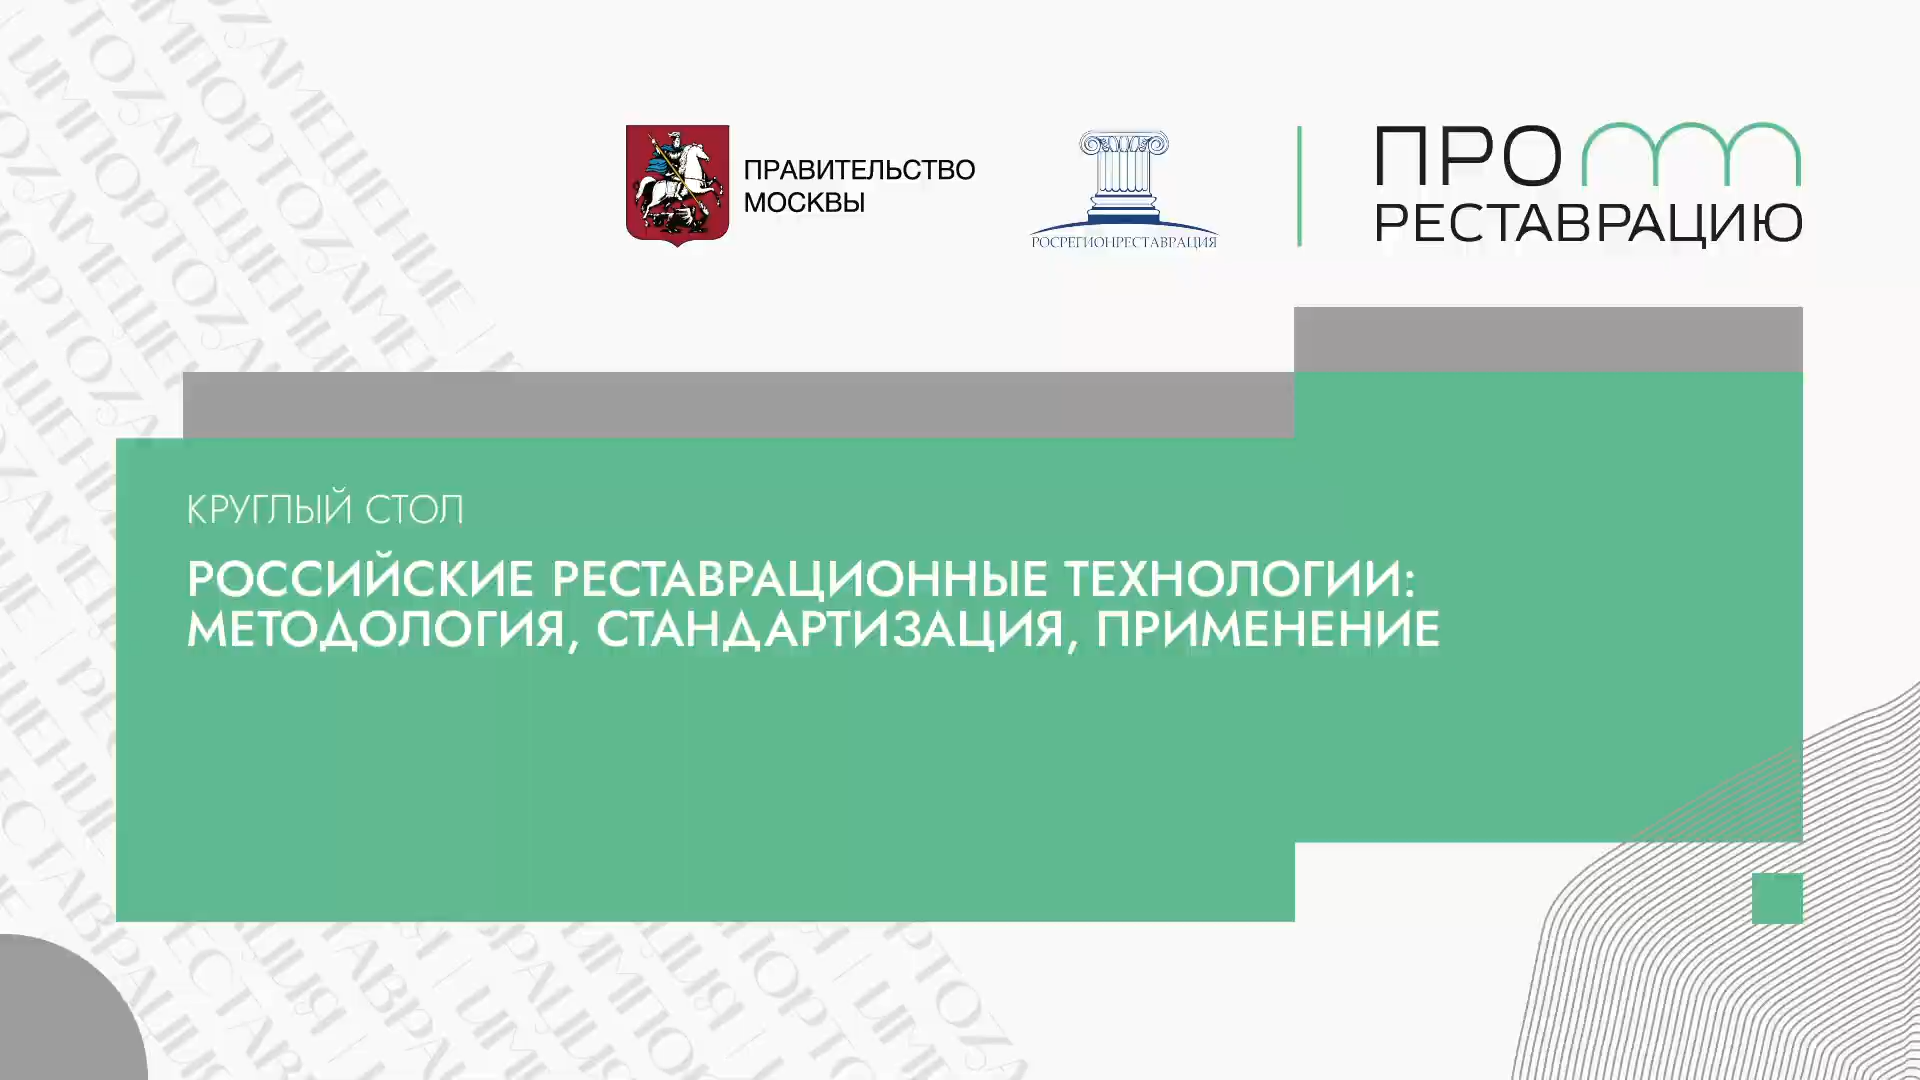 ПРАВИТЕЛЬСТВО
МОСКВЫ
РОСРЕГИОНРЕСТАВРАЦИЯ
ПРО
РЕСТАВРАЦИЮ
КРУГЛЫЙ СТОЛ
РОССИЙСКИЕ РЕСТАВРАЦИОННЫЕ ТЕХНОЛОГИИ:
МЕТОДОЛОГИЯ, СТАНДАРТИЗАЦИЯ, ПРИМЕНЕНИЕ